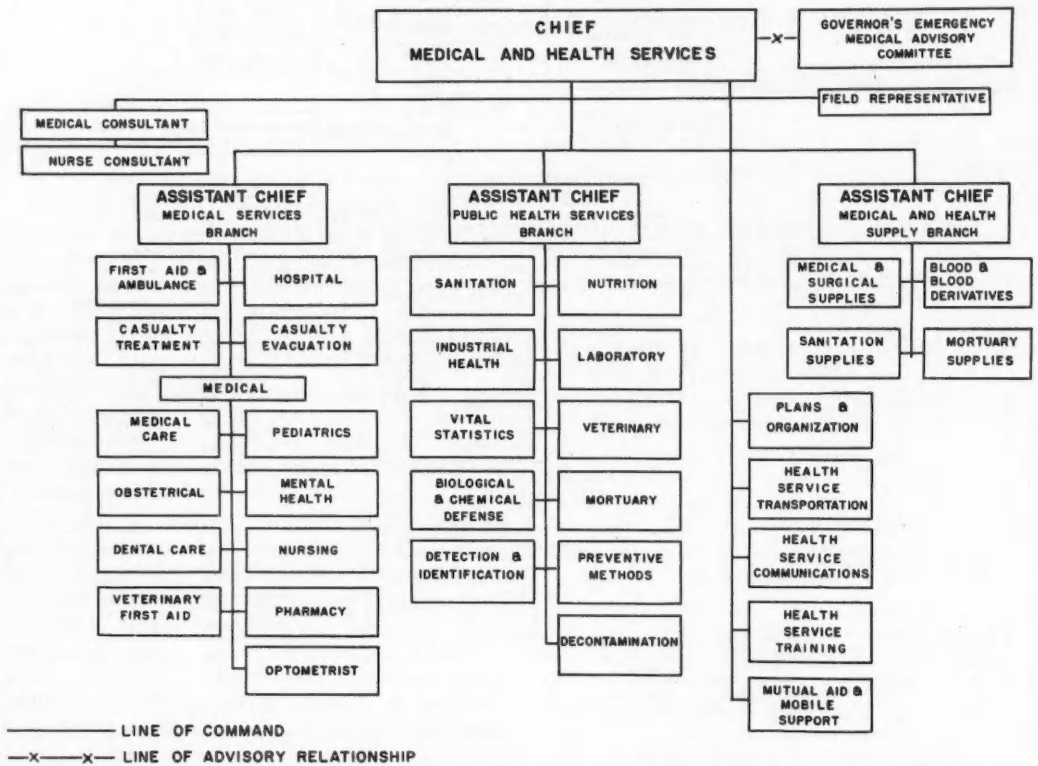 CHIEF
MEDICAL AND HEALTH SERVICES
GOVERNOR'S EMERGENCY
MEDICAL ADVISORY
COMMITTEE
FIELD REPRESENTATIVE
MEDICAL CONSULTANT
NURSE CONSULTANT
ASSISTANT CHIEF
MEDICAL SERVICES
BRANCH
ASSISTANT CHIEF
PUBLIC HEALTH SERVICES
BRANCH
ASSISTANT CHIEF
MEDICAL AND HEALTH
SUPPLY BRANCH
FIRST AID &
AMBULANCE
HOSPITAL
CASUALTY
TREATMENT
CASUALTY
EVACUATION
MEDICAL
MEDICAL
CARE
PEDIATRICS
OBSTETRICAL
MENTAL
HEALTH
DENTAL CARE
NURSING
VETERINARY
FIRST AID
PHARMACY
OPTOMETRIST
SANITATION
NUTRITION
INDUSTRIAL
HEALTH
LABORATORY
VITAL
STATISTICS
VETERINARY
BIOLOGICAL
& CHEMICAL
DEFENSE
MORTUARY
DETECTION &
IDENTIFICATION
PREVENTIVE
METHODS
DECONTAMINATION
MEDICAL &
SURGICAL
SUPPLIES
BLOOD &
BLOOD
DERIVATIVES
SANITATION
SUPPLIES
MORTUARY
SUPPLIES
PLANS &
ORGANIZATION
HEALTH
SERVICE
TRANSPORTATION
HEALTH
SERVICE
COMMUNICATIONS
HEALTH
SERVICE
TRAINING
MUTUAL AID &
MOBILE
SUPPORT
LINE OF COMMAND
—X——X— LINE OF ADVISORY RELATIONSHIP